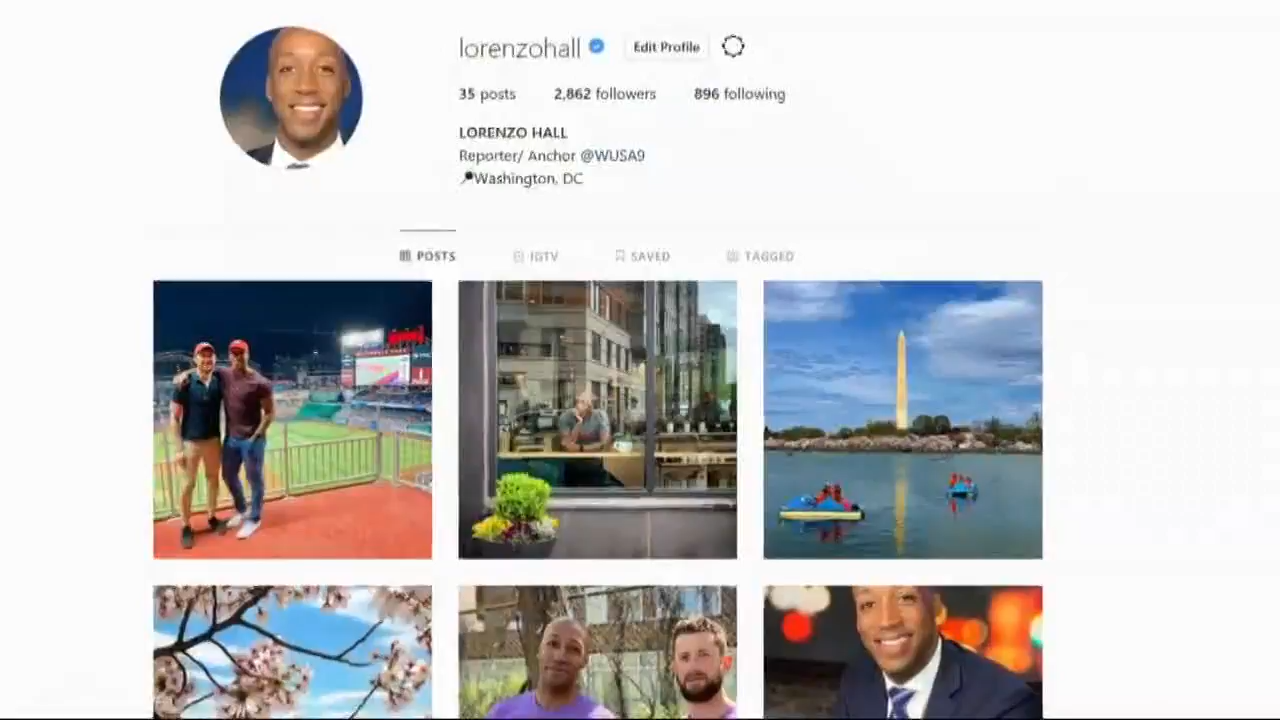 lorenzohall Edit Profile
35 posts 2,862 followers 896 following
LORENZO HALL
Reporter/ Anchor @WUSA9
Washington, DC
POSTS IGTV SAVED TAGGED